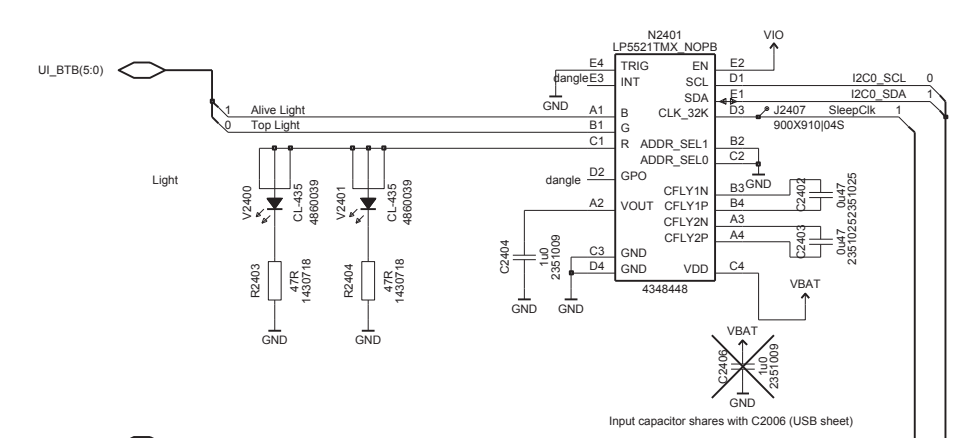 N2401
LP5521TMX_NOPB
VIO
UI_BTB(5:0)
E4 TRIG EN E2
dangle E3 INT SCL D1 I2C0_SCL 0
SDA E1 I2C0_SDA 1
GND
1 Alive Light A1 B CLK_32K D3 J2407 SleepClk 1
0 Top Light B1 G 900X910|04S
C1 R ADDR_SEL1 B2
ADDR_SEL0 C2
Light
dangle D2 GPO GND
CFLY1N B3
A2 VOUT CFLY1P B4
CFLY2N A3
CFLY2P A4
C2402
0u47
2351025
C2403
0u47
2351025
V2400
CL-435
4860039
V2401
CL-435
4860039
C2404
1u0
2351009
C3 GND
D4 GND VDD C4
4348448
R2403
47R
1430718
R2404
47R
1430718
VBAT
GND GND
GND GND
VBAT
C2406
1u0
2351009
GND
Input capacitor shares with C2006 (USB sheet)